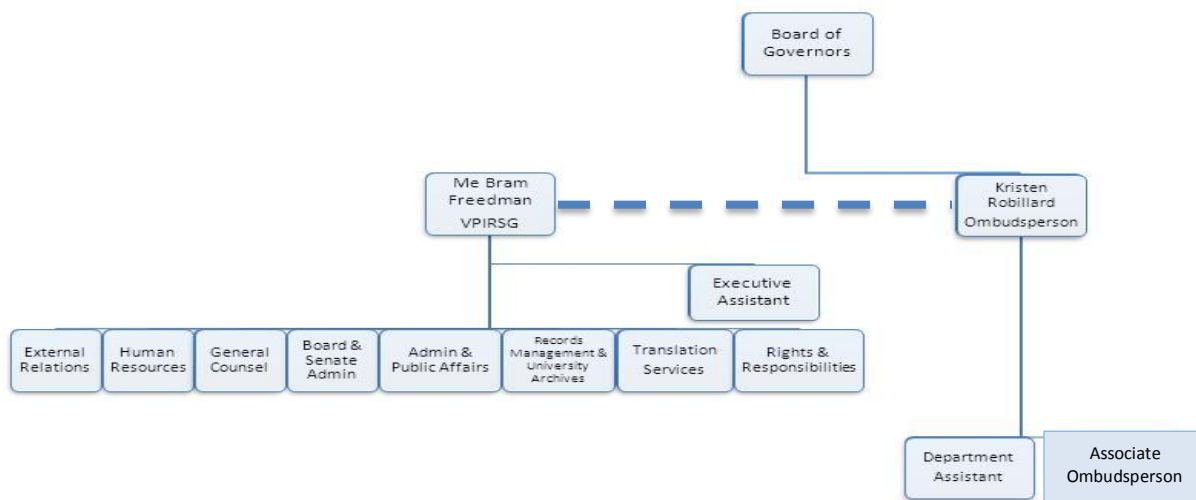 Board of
Governors
Me Bram
Freedman
VPIRSG
Kristen
Robillard
Ombudsperson
Executive
Assistant
External
Relations
Human
Resources
General
Counsel
Board &
Senate
Admin
Admin &
Public Affairs
Records
Management &
University
Archives
Translation
Services
Rights &
Responsibilities
Department
Assistant
Associate
Ombudsperson